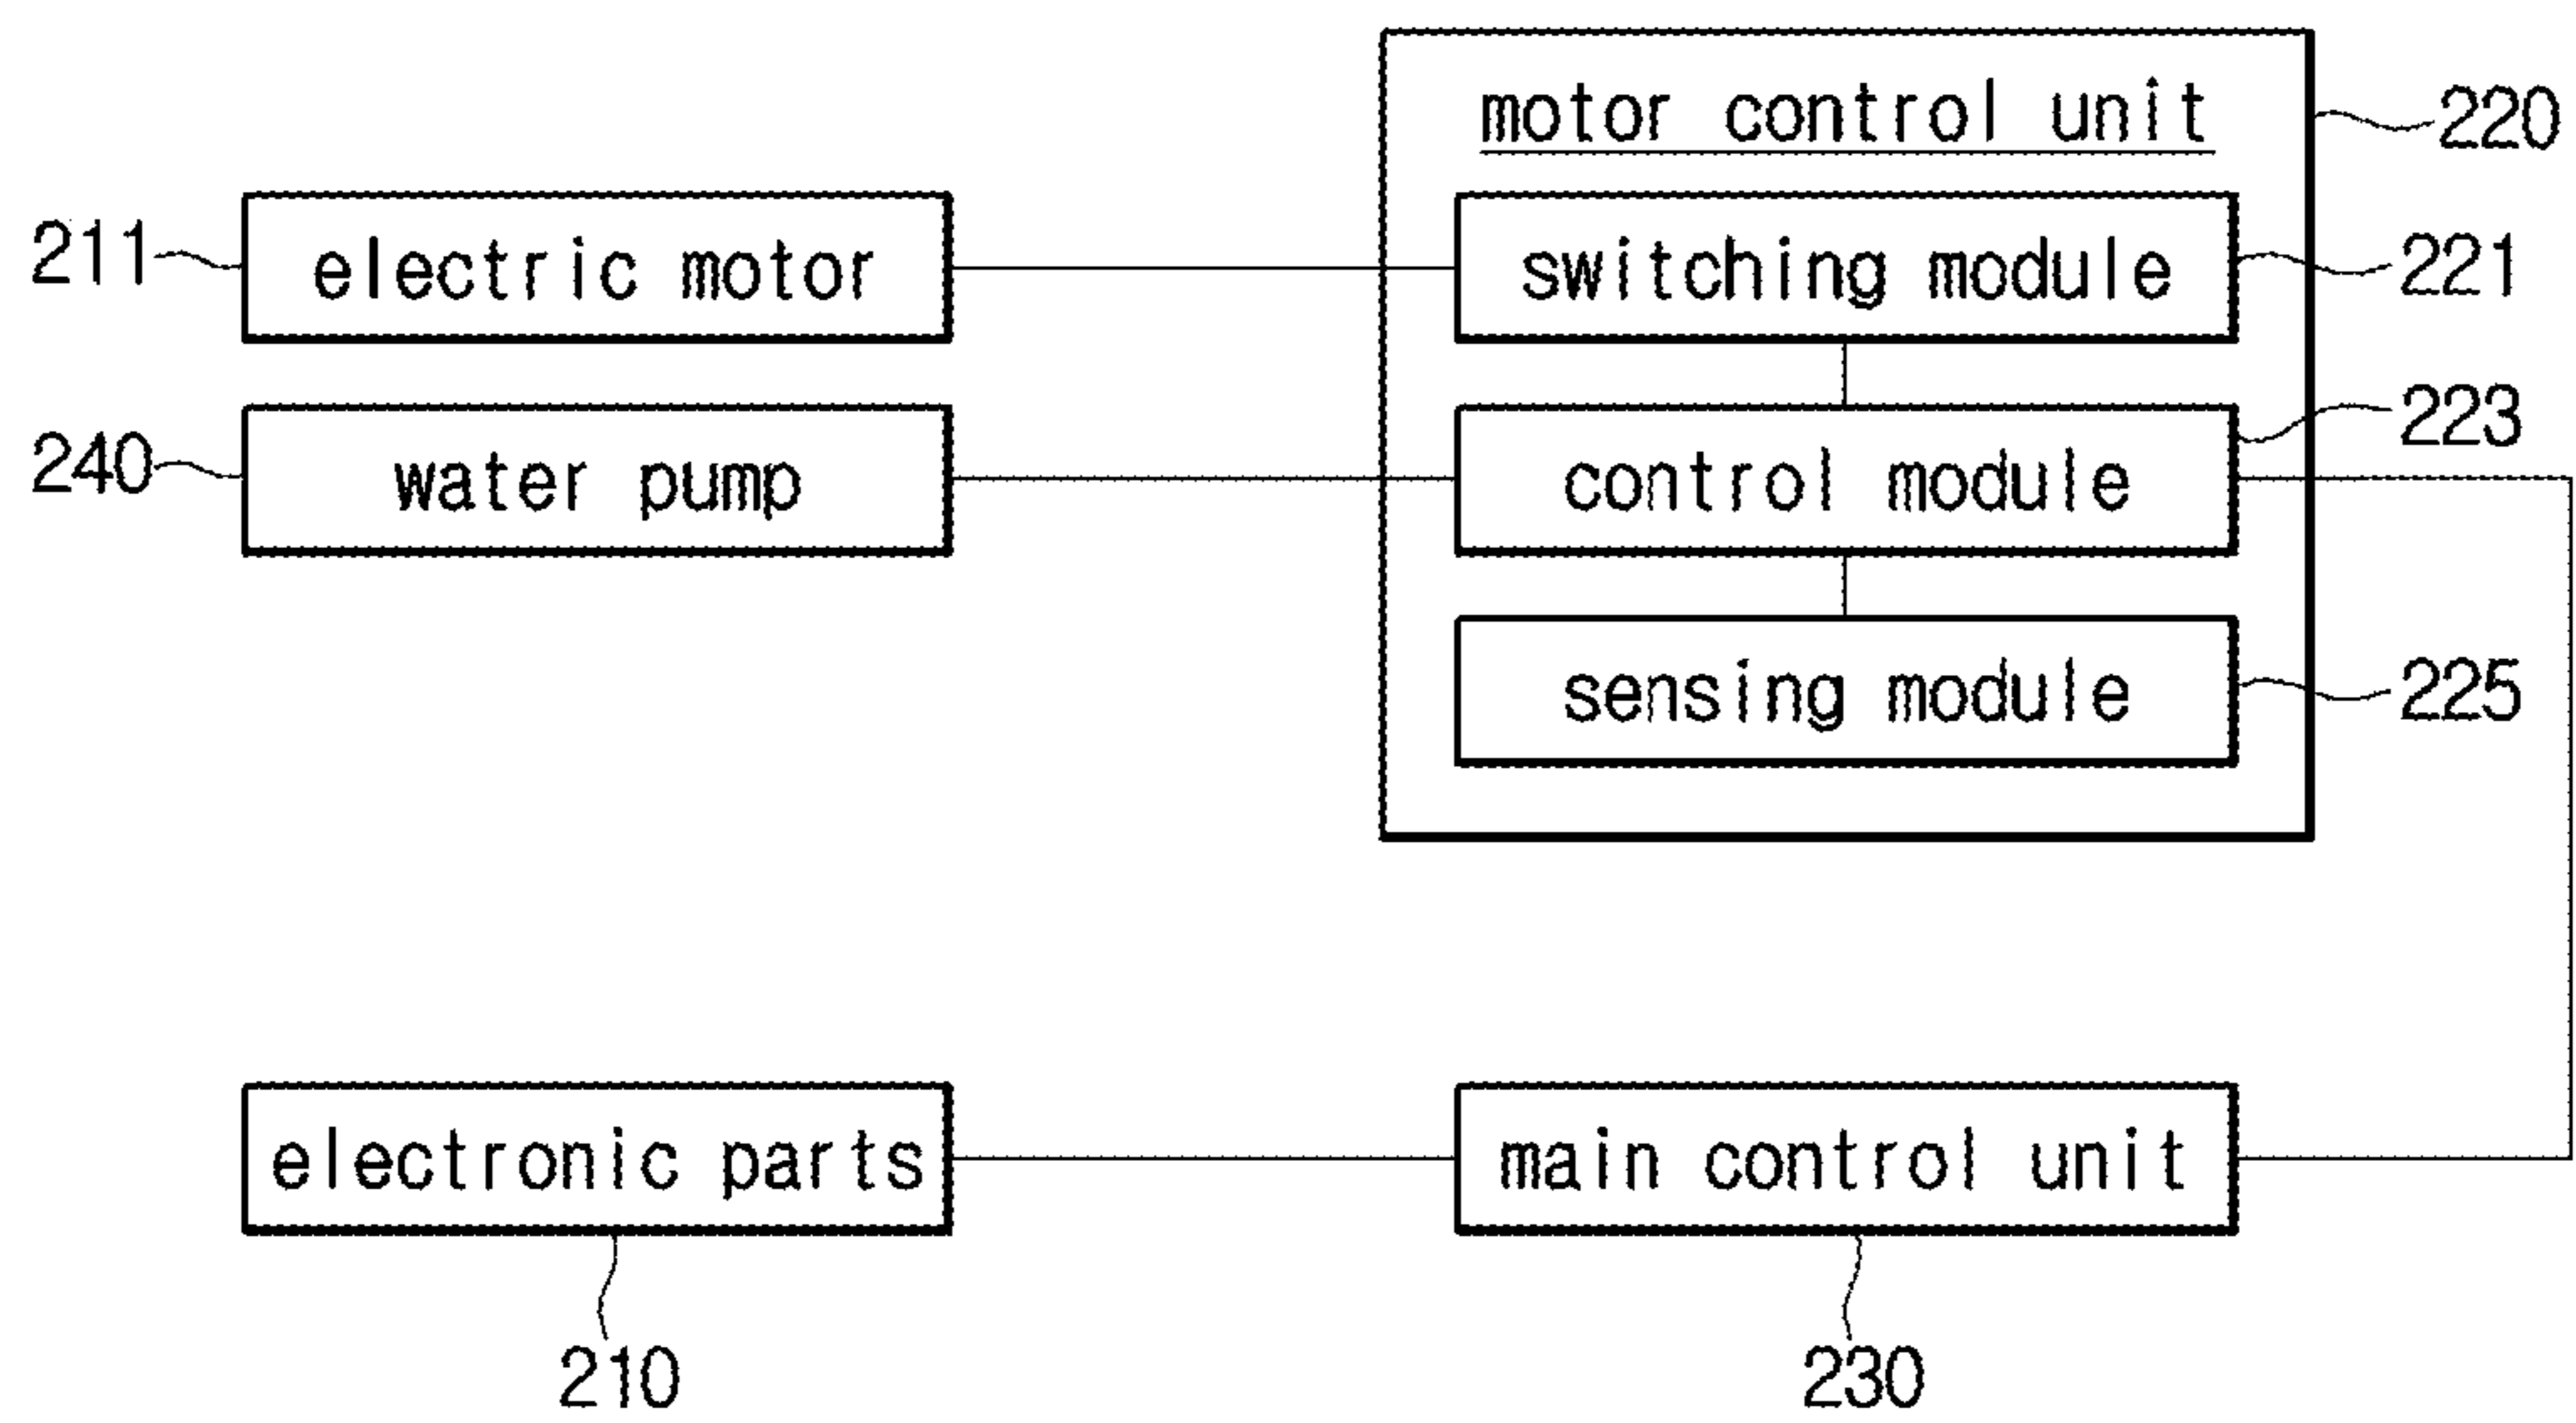 motor control unit
220
211
electric motor
switching module
221
240
water pump
control module
223
sensing module
225
electronic parts
main control unit
210
230